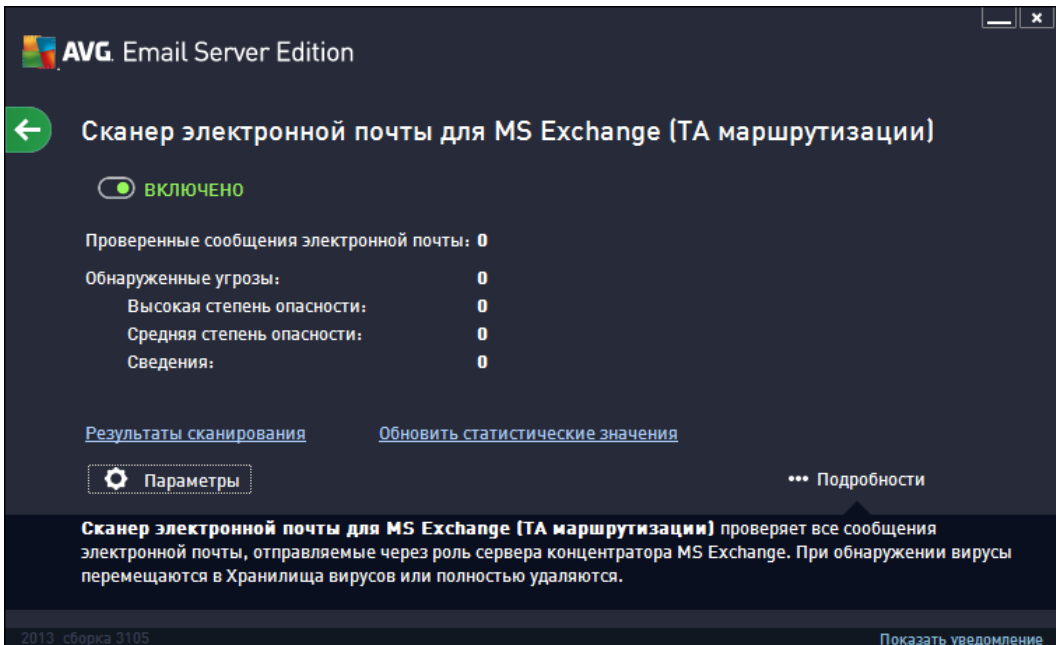 AVG. Email Server Edition
Сканер электронной почты для MS Exchange (TA маршрутизации)
ВКЛЮЧЕНО
Проверенные сообщения электронной почты: 0
Обнаруженные угрозы: 0
Высокая степень опасности: 0
Средняя степень опасности: 0
Сведения: 0
Результаты сканирования Обновить статистические значения
Параметры ••• Подробности
Сканер электронной почты для MS Exchange (TA маршрутизации) проверяет все сообщения
электронной почты, отправляемые через роль сервера концентратора MS Exchange. При обнаружении вирусы
перемещаются в Хранилища вирусов или полностью удаляются.
2013 сборка 3105 Показать уведомление